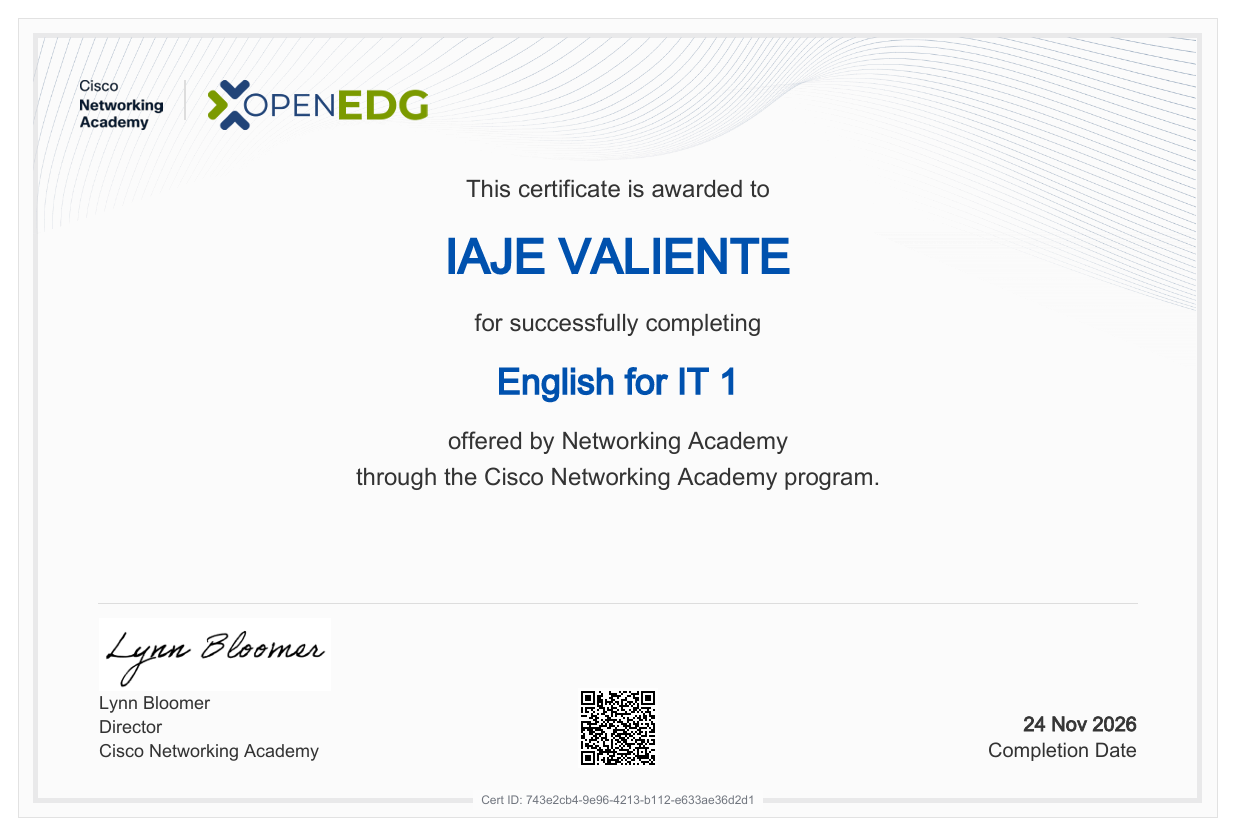 Cisco
Networking
Academy
OPENEDG
This certificate is awarded to
IAJE VALIENTE
for successfully completing
English for IT 1
offered by Networking Academy
through the Cisco Networking Academy program.
Lynn Bloomer
Lynn Bloomer
Director
Cisco Networking Academy
24 Nov 2026
Completion Date
Cert ID: 743e2cb4-9e96-4213-b112-e633ae36d2d1